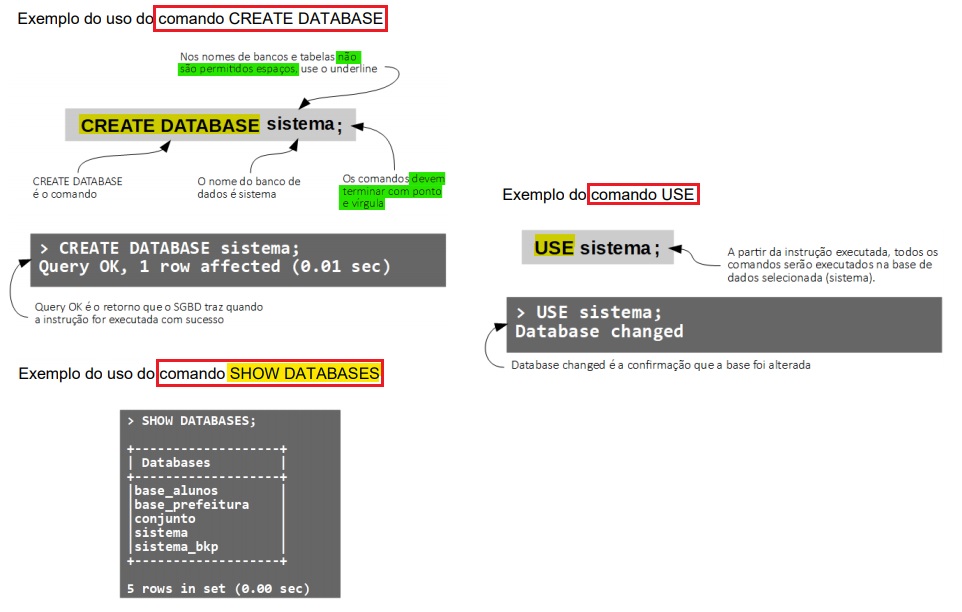 Exemplo do uso do comando CREATE DATABASE
Nos nomes de bancos e tabelas não
são permitidos espaços, use o underline
CREATE DATABASE sistema;
CREATE DATABASE
é o comando
O nome do banco de
dados é sistema
Os comandos devem
terminar com ponto
e vírgula
> CREATE DATABASE sistema;
Query OK, 1 row affected (0.01 sec)
Query OK é o retorno que o SGBD traz quando
a instrução for executada com sucesso
Exemplo do uso do comando SHOW DATABASES
> SHOW DATABASES;
+------------------+
| Databases |
+------------------+
|base_alunos |
|base_prefeitura |
|conjunto |
|sistema |
|sistema_bkp |
+------------------+
5 rows in set (0.00 sec)
Exemplo do comando USE
USE sistema;
A partir da instrução executada, todos os
comandos serão executados na base de
dados selecionada (sistema).
> USE sistema;
Database changed
Database changed é a confirmação que a base foi alterada